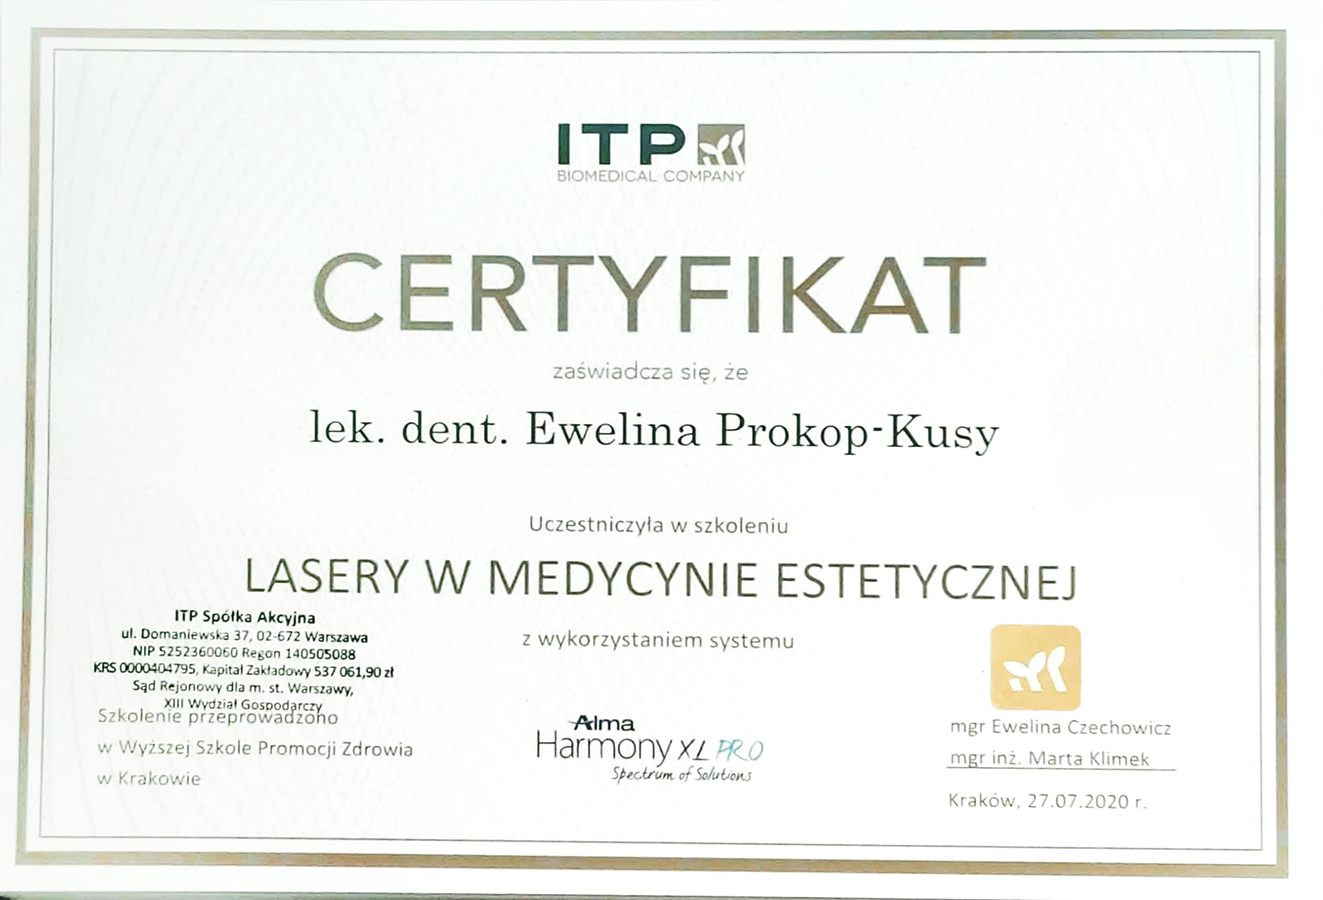 ITP
BIOMEDICAL COMPANY
CERTYFIKAT
zaświadcza się, że
lek. dent. Ewelina Prokop-Kusy
Uczestniczyła w szkoleniu
LASERY W MEDYCYNIE ESTETYCZNEJ
z wykorzystaniem systemu
ITP Spółka Akcyjna
ul. Domaniewska 37, 02-672 Warszawa
NIP 5252360060 Regon 140505088
KRS 0000404795, Kapitał Zakładowy 537 061,90 zł
Sąd Rejonowy dla m. st. Warszawy,
XIII Wydział Gospodarczy
Szkolenie przeprowadzono
w Wyższej Szkole Promocji Zdrowia
w Krakowie
Alma
Harmony XL PRO
Spectrum of Solutions
mgr Ewelina Czechowicz
mgr inż. Marta Klimek
Kraków, 27.07.2020 r.